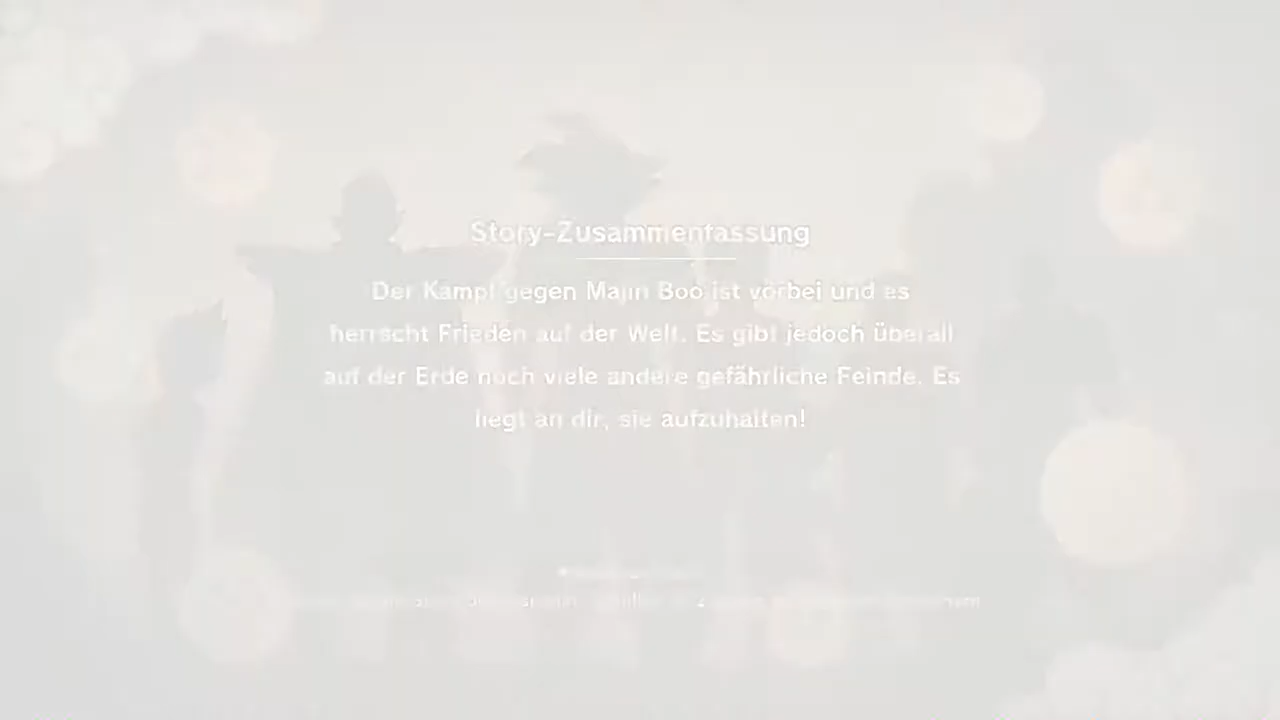 Story-Zusammenfassung
Der Kampf gegen Majin Boo ist vorbei und es
herrscht Frieden auf der Welt. Es gibt jedoch überall
auf der Erde noch viele andere gefährliche Feinde. Es
liegt an dir, sie aufzuhalten!